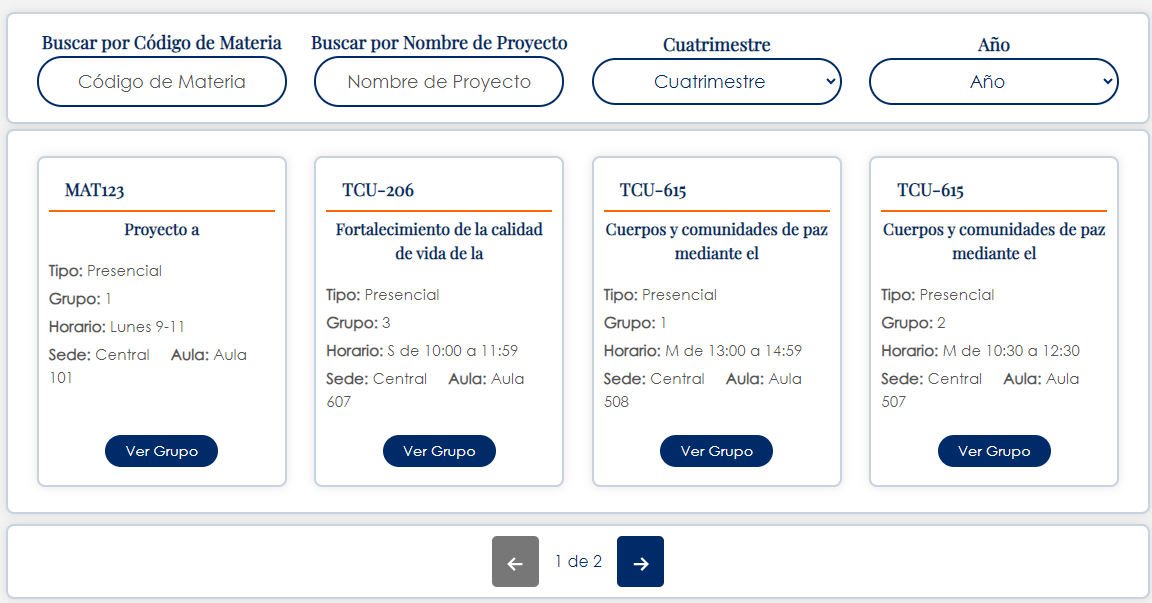 Buscar por Código de Materia
Código de Materia
Buscar por Nombre de Proyecto
Nombre de Proyecto
Cuatrimestre
Cuatrimestre
Año
Año
MAT123
Proyecto a
Tipo: Presencial
Grupo: 1
Horario: Lunes 9-11
Sede: Central Aula: Aula
101
Ver Grupo
TCU-206
Fortalecimiento de la calidad
de vida de la
Tipo: Presencial
Grupo: 3
Horario: S de 10:00 a 11:59
Sede: Central Aula: Aula
607
Ver Grupo
TCU-615
Cuerpos y comunidades de paz
mediante el
Tipo: Presencial
Grupo: 1
Horario: M de 13:00 a 14:59
Sede: Central Aula: Aula
508
Ver Grupo
TCU-615
Cuerpos y comunidades de paz
mediante el
Tipo: Presencial
Grupo: 2
Horario: M de 10:30 a 12:30
Sede: Central Aula: Aula
507
Ver Grupo
← 1 de 2 →